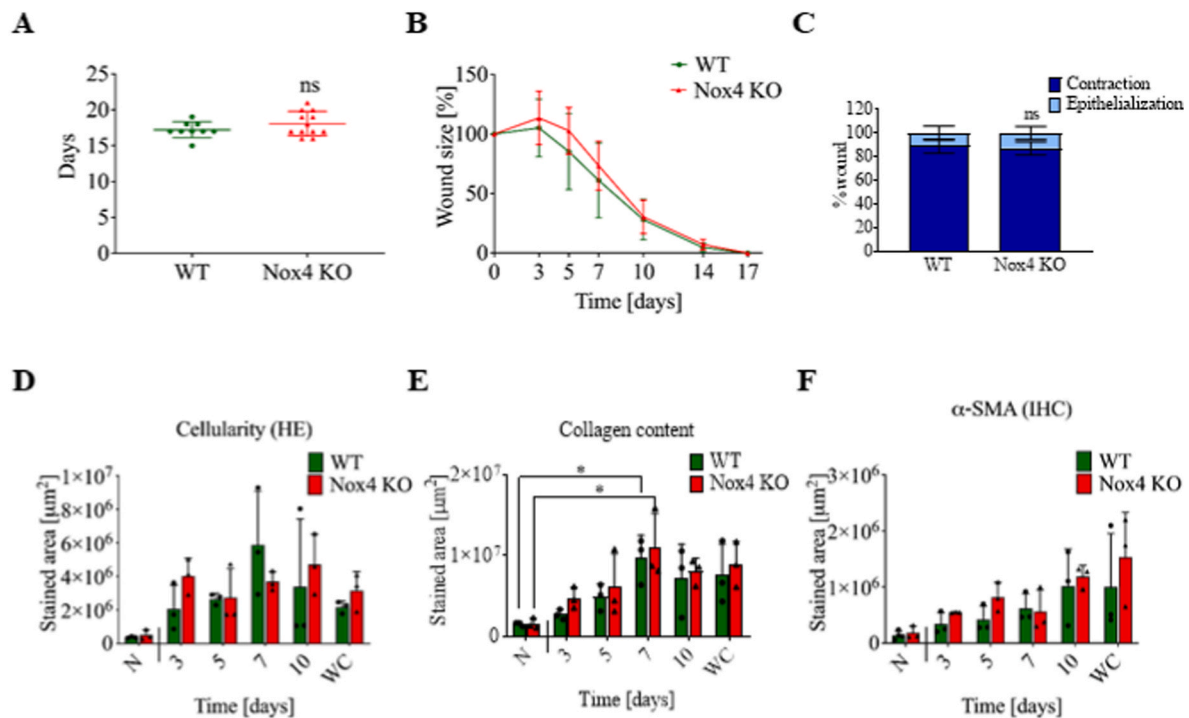 A
Days
25
20
15
10
5
0
ns
WT
Nox4 KO
B
WT
Nox4 KO
Wound size [%]
150
100
50
0
0 3 5 7 10 14 17
Time [days]
C
Contraction
Epithelialization
% wound
120
100
80
60
40
20
0
ns
WT
Nox4 KO
D
Cellularity (HE)
WT
Nox4 KO
Stained area [μm²]
1×10⁷
8×10⁶
6×10⁶
4×10⁶
2×10⁶
0
N 3 5 7 10 WC
Time [days]
E
Collagen content
WT
Nox4 KO
Stained area [μm²]
2×10⁷
1×10⁷
0
*
*
N 3 5 7 10 WC
Time [days]
F
α-SMA (IHC)
WT
Nox4 KO
Stained area [μm²]
3×10⁶
2×10⁶
1×10⁶
0
N 3 5 7 10 WC
Time [days]